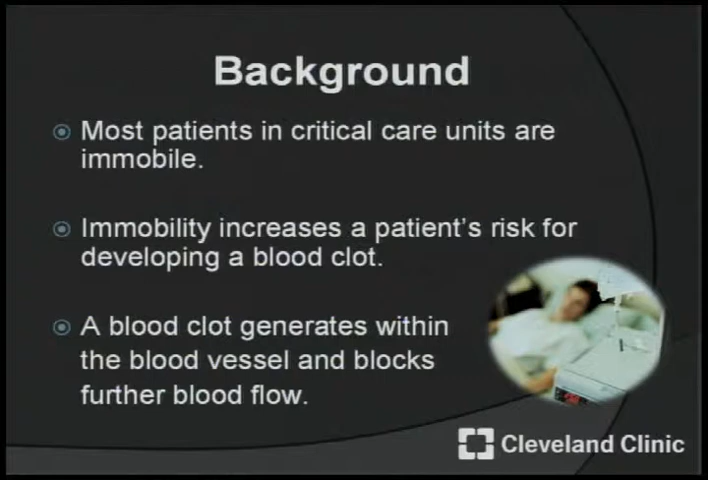 Background
Most patients in critical care units are
immobile.
Immobility increases a patient's risk for
developing a blood clot.
A blood clot generates within
the blood vessel and blocks
further blood flow.
Cleveland Clinic